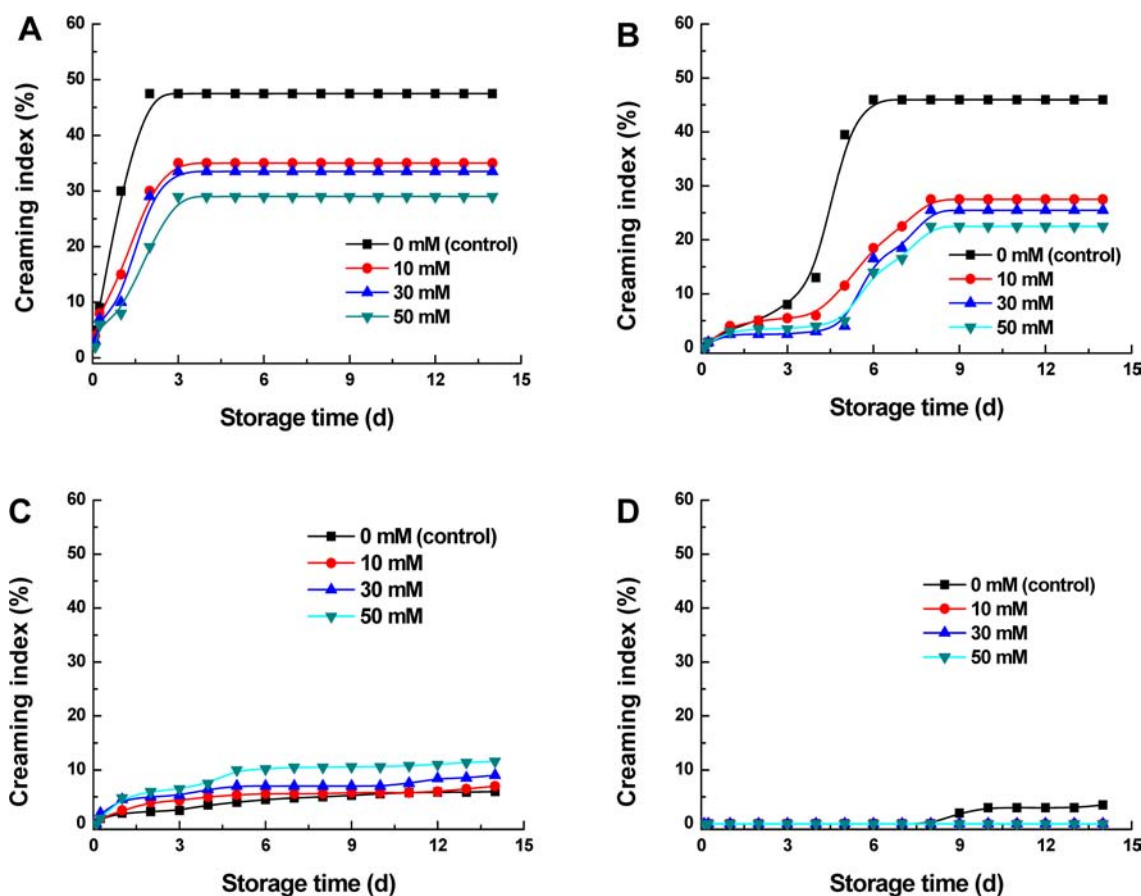 A
Creaming index (%)
60
50
40
30
20
10
0
0 mM (control)
10 mM
30 mM
50 mM
0 3 6 9 12 15
Storage time (d)
B
Creaming index (%)
60
50
40
30
20
10
0
0 mM (control)
10 mM
30 mM
50 mM
0 3 6 9 12 15
Storage time (d)
C
Creaming index (%)
60
50
40
30
20
10
0
0 mM (control)
10 mM
30 mM
50 mM
0 3 6 9 12 15
Storage time (d)
D
Creaming index (%)
60
50
40
30
20
10
0
0 mM (control)
10 mM
30 mM
50 mM
0 3 6 9 12 15
Storage time (d)